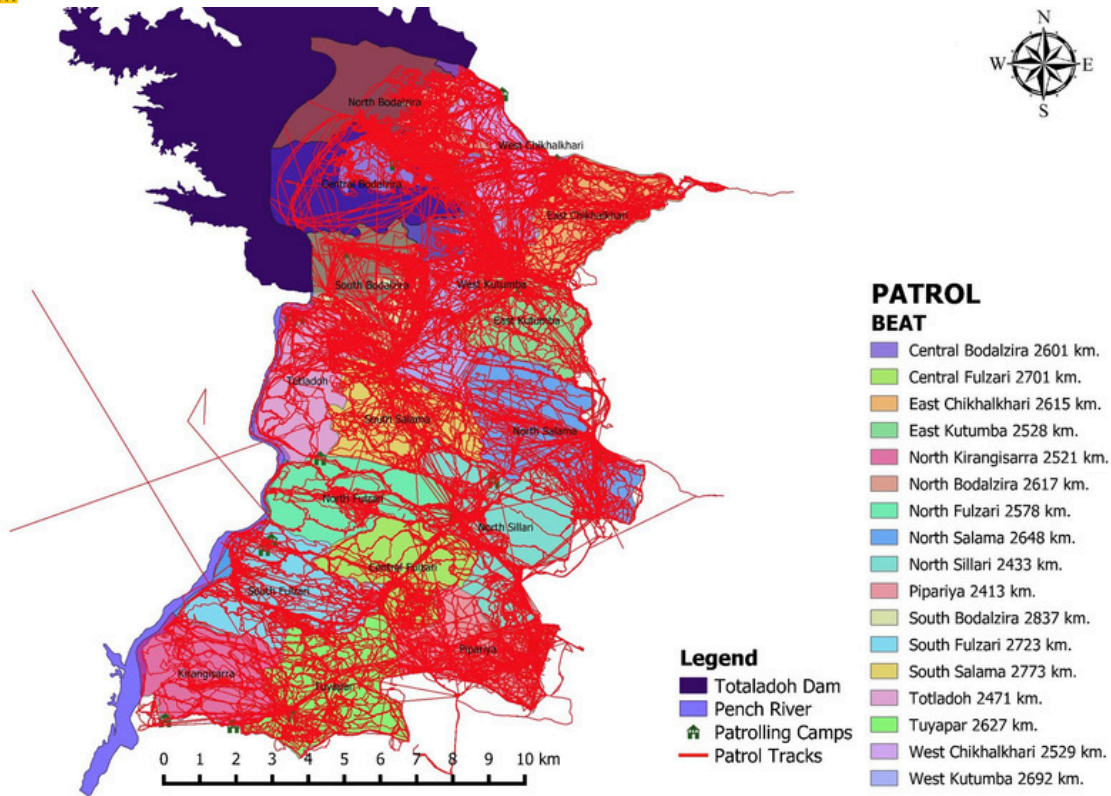 N
W E
S
North Bodalzira
West Chikhalkhari
Central Bodalzira
East Chikhalkhari
South Bodalzira
West Kutumba
East Kutumba
Totladoh
South Salama
North Salama
North Fulzari
North Sillari
Central Fulzari
South Fulzari
Kirangisarra
Pipariya
Tuyapar
0 1 2 3 4 5 6 7 8 9 10 km
Legend
Totaladoh Dam
Pench River
Patrolling Camps
Patrol Tracks
PATROL
BEAT
Central Bodalzira 2601 km.
Central Fulzari 2701 km.
East Chikhalkhari 2615 km.
East Kutumba 2528 km.
North Kirangisarra 2521 km.
North Bodalzira 2617 km.
North Fulzari 2578 km.
North Salama 2648 km.
North Sillari 2433 km.
Pipariya 2413 km.
South Bodalzira 2837 km.
South Fulzari 2723 km.
South Salama 2773 km.
Totladoh 2471 km.
Tuyapar 2627 km.
West Chikhalkhari 2529 km.
West Kutumba 2692 km.